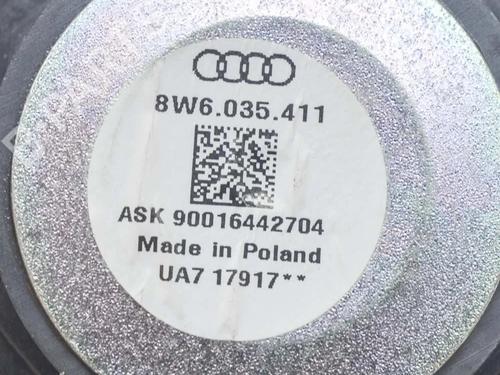 8W6.035.411
ASK 90016442704
Made in Poland
UA7 17917**